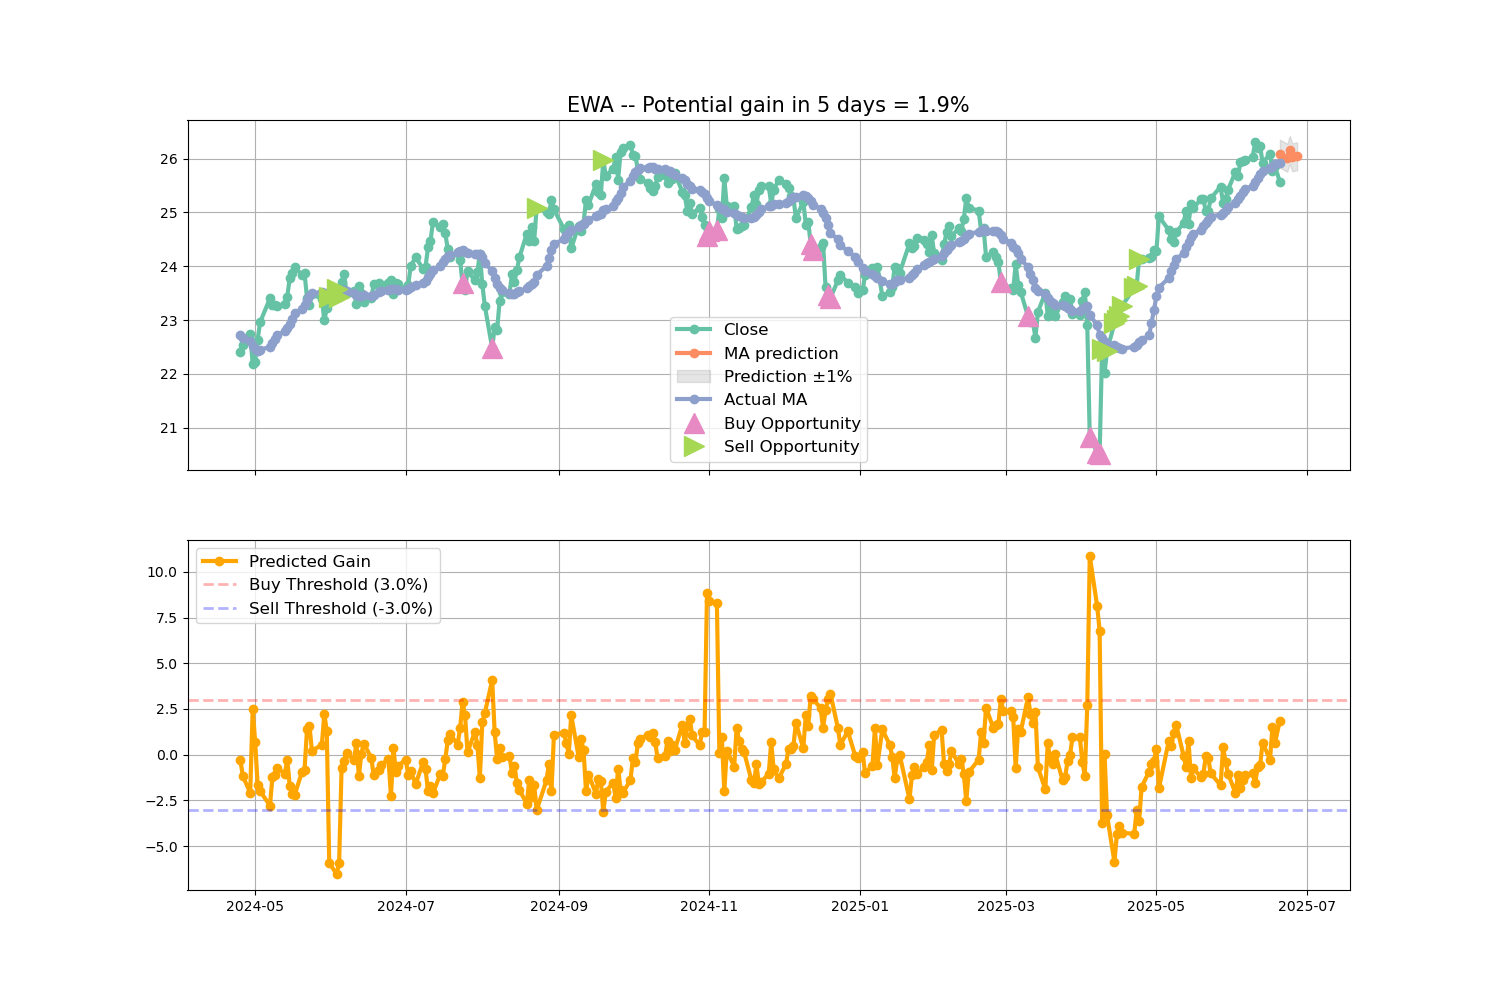 EWA -- Potential gain in 5 days = 1.9%
26
25
24
23
22
21
Close
MA prediction
Prediction ±1%
Actual MA
Buy Opportunity
Sell Opportunity
Predicted Gain
Buy Threshold (3.0%)
Sell Threshold (-3.0%)
10.0
7.5
5.0
2.5
0.0
−2.5
−5.0
2024-05 2024-07 2024-09 2024-11 2025-01 2025-03 2025-05 2025-07